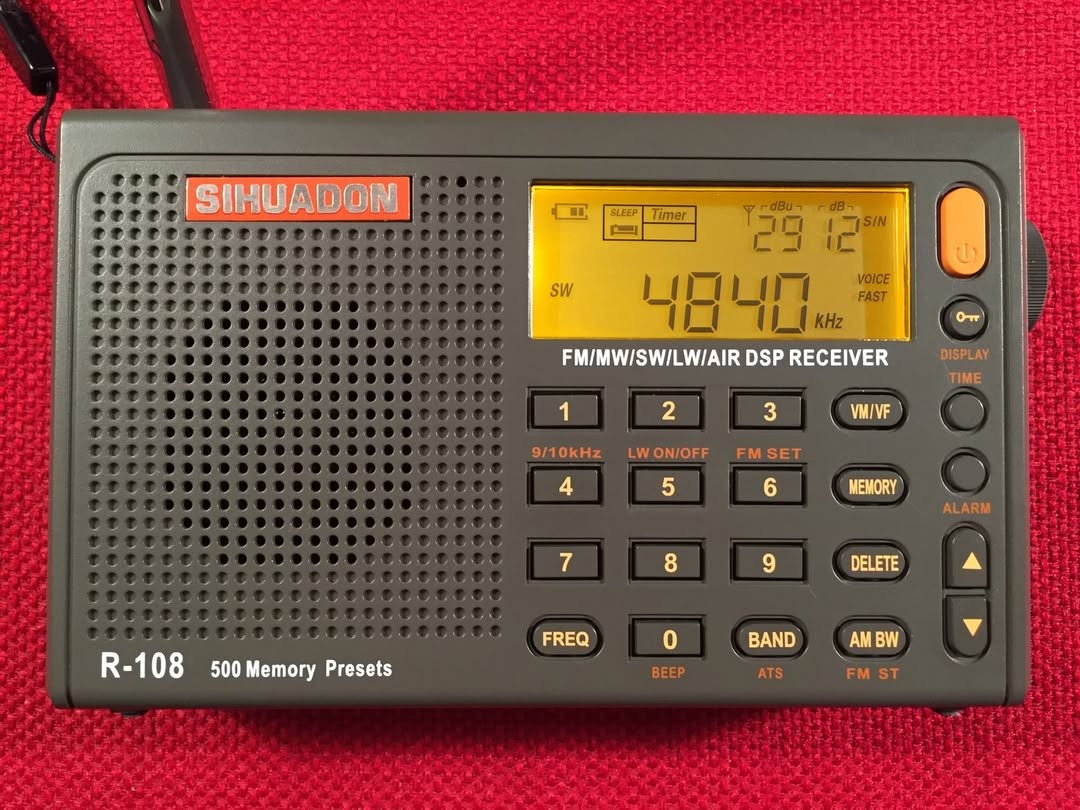 SIHUADON
SLEEP Timer dBu dB
29 12 S/N
SW 4840 kHz VOICE
FAST
FM/MW/SW/LW/AIR DSP RECEIVER
DISPLAY
TIME
1 2 3 VM/VF
9/10kHz LW ON/OFF FM SET
4 5 6 MEMORY
ALARM
7 8 9 DELETE
FREQ 0 BAND AM BW
BEEP ATS FM ST
R-108 500 Memory Presets